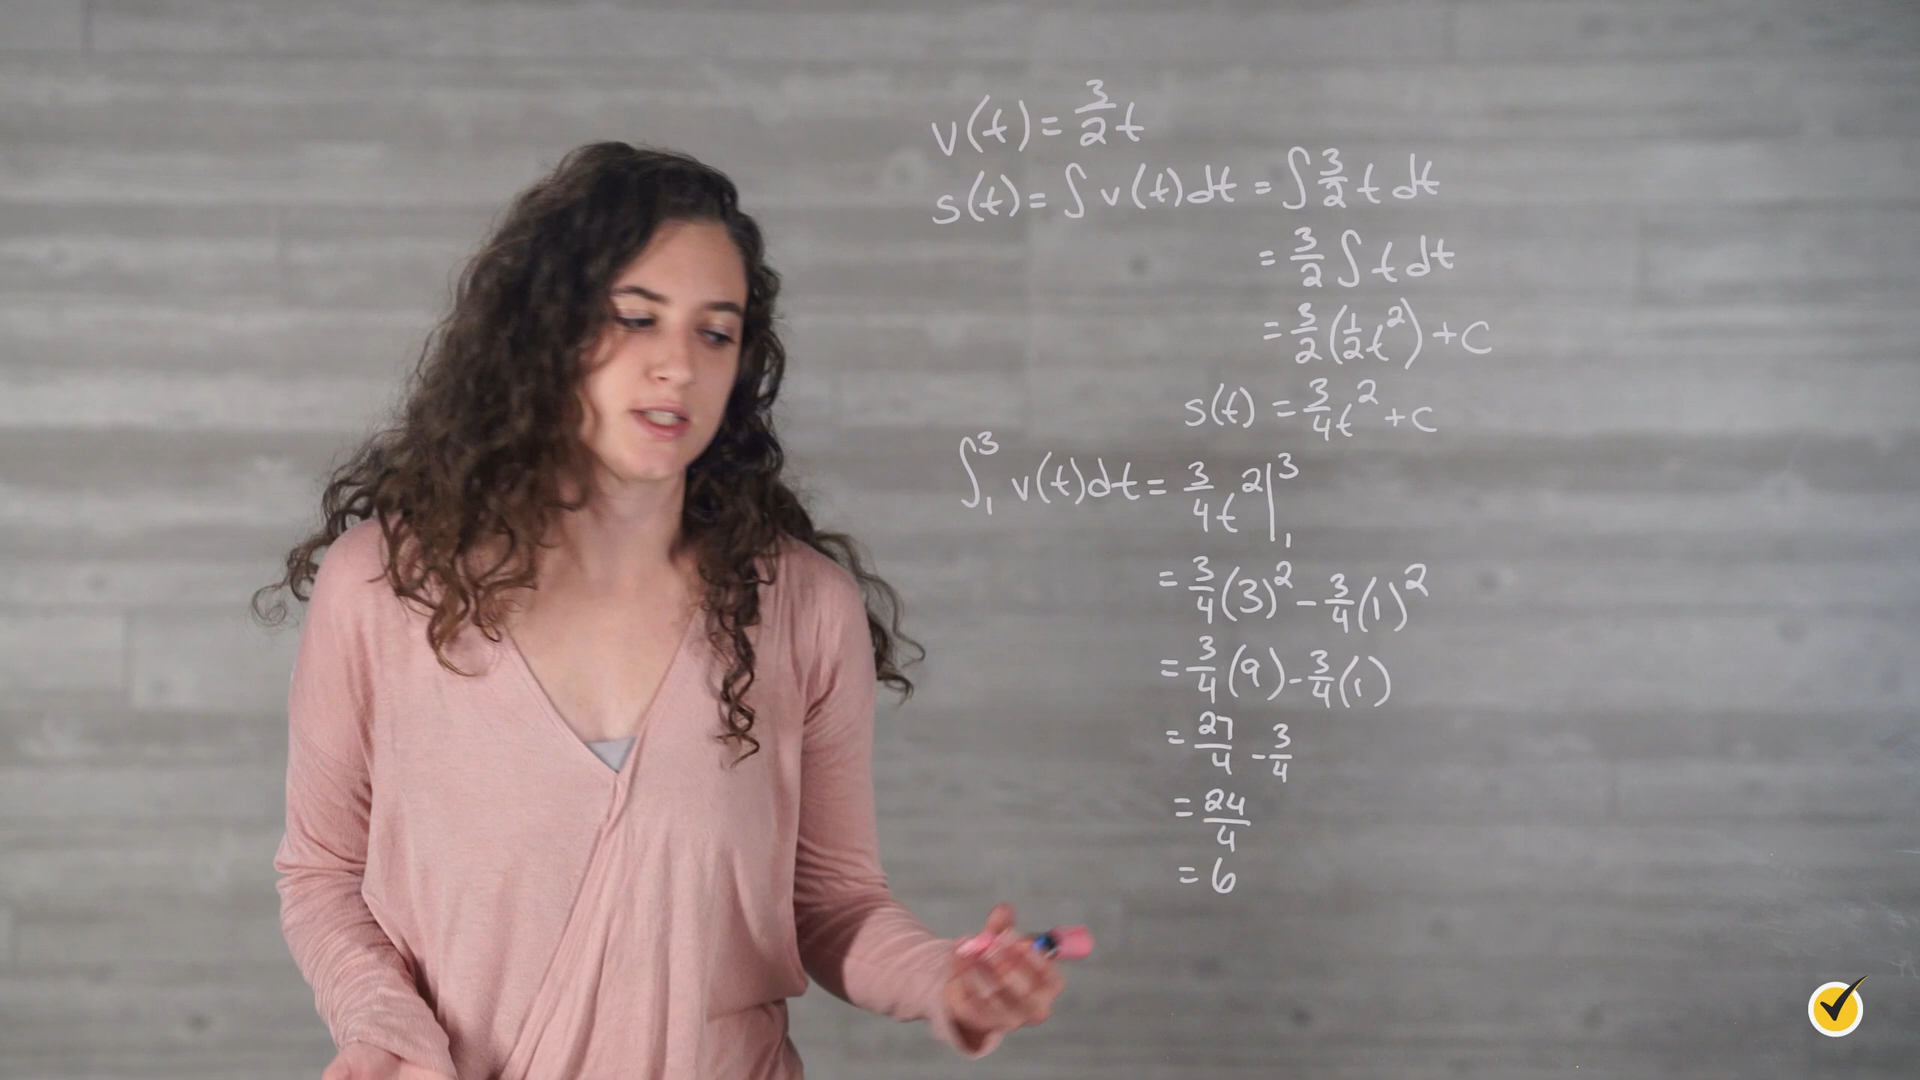 v(t) = 3/2 t
s(t) = ∫ v(t) dt = ∫ 3/2 t dt
= 3/2 ∫ t dt
= 3/2 (1/2 t²) + C
s(t) = 3/4 t² + C
∫₁³ v(t) dt = 3/4 t² |₁³
= 3/4 (3)² - 3/4 (1)²
= 3/4 (9) - 3/4 (1)
= 27/4 - 3/4
= 24/4
= 6